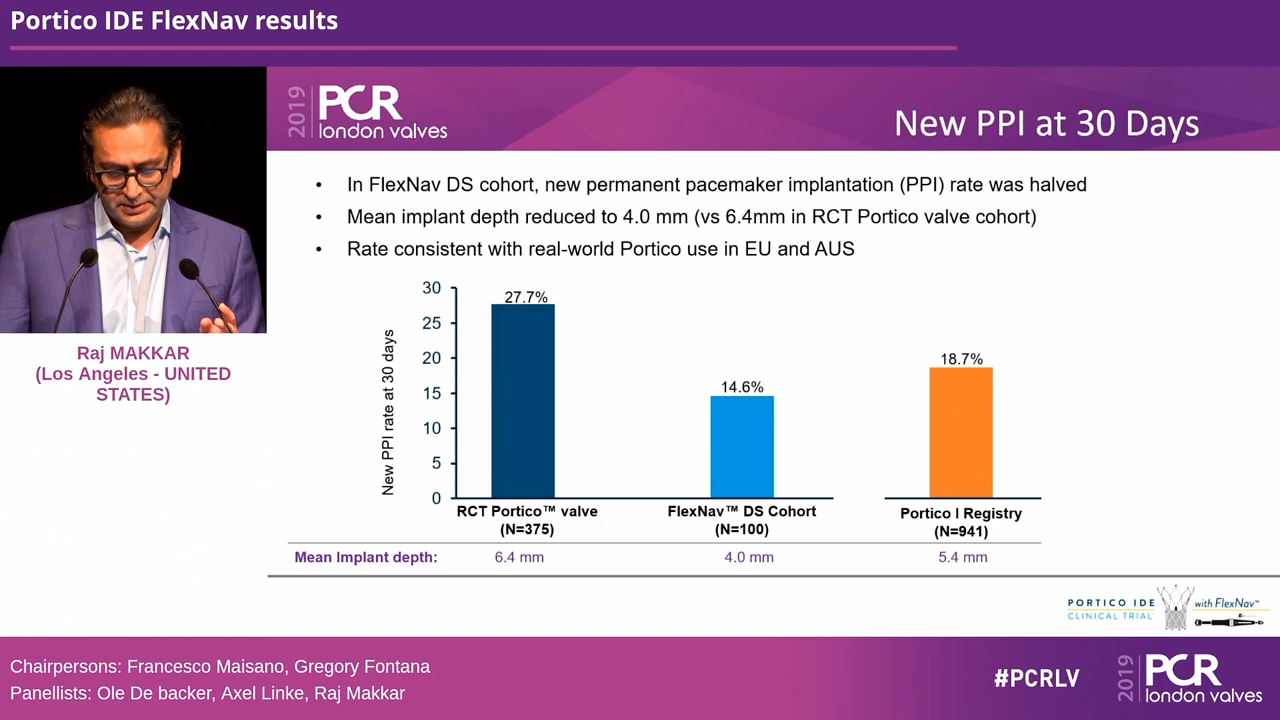 Portico IDE FlexNav results
2019
PCR
london valves
New PPI at 30 Days
• In FlexNav DS cohort, new permanent pacemaker implantation (PPI) rate was halved
• Mean implant depth reduced to 4.0 mm (vs 6.4mm in RCT Portico valve cohort)
• Rate consistent with real-world Portico use in EU and AUS
Raj MAKKAR
(Los Angeles - UNITED
STATES)
New PPI rate at 30 days
30
25
20
15
10
5
0
27.7%
14.6%
18.7%
RCT Portico™ valve
(N=375)
FlexNav™ DS Cohort
(N=100)
Portico I Registry
(N=941)
Mean Implant depth: 6.4 mm 4.0 mm 5.4 mm
PORTICO IDE
CLINICAL TRIAL
with FlexNav™
Chairpersons: Francesco Maisano, Gregory Fontana
Panellists: Ole De backer, Axel Linke, Raj Makkar
#PCRLV
2019
PCR
london valves